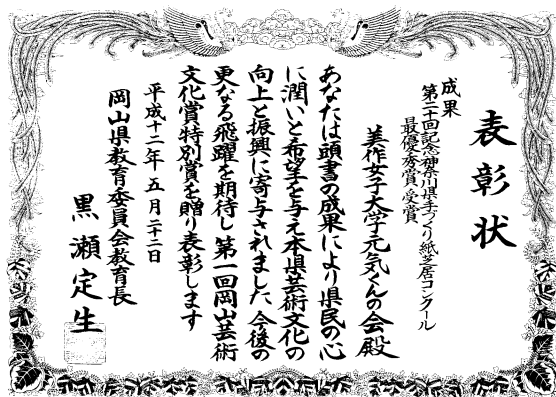 表彰状
成果
第二十回記念神奈川県手づくり紙芝居コンクール
最優秀賞受賞
美作女子大学元気くんの会殿
あなたは頭書の成果により県民の心
に潤いと希望を与え本県芸術文化の
向上と振興に寄与されました 今後の
更なる飛躍を期待し第一回岡山芸術
文化賞特別賞を贈り表彰します
平成十二年五月二十二日
岡山県教育委員会教育長
黒瀬定生